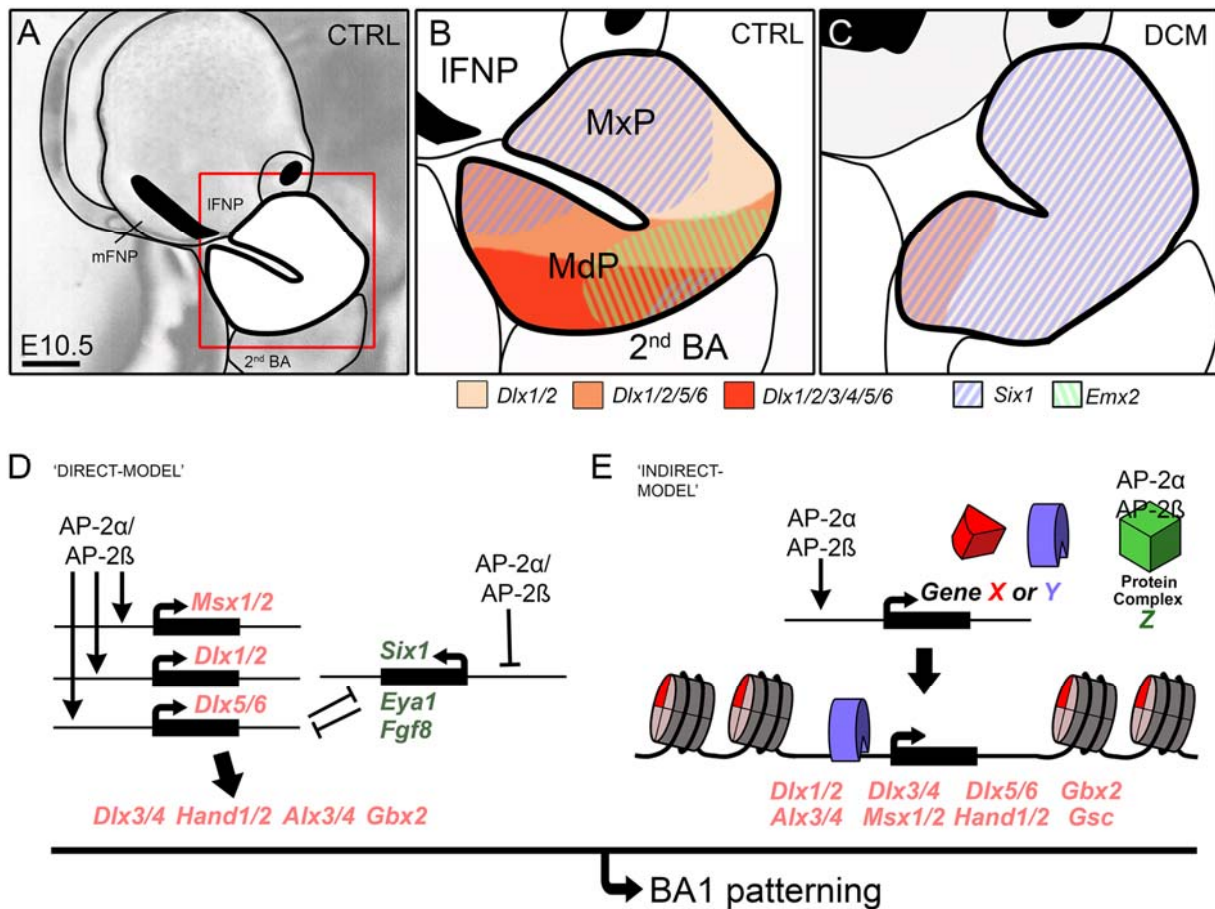 A
CTRL
lFNP
mFNP
E10.5
2nd BA
B
CTRL
lFNP
MxP
MdP
2nd BA
C
DCM
Dlx1/2
Dlx1/2/5/6
Dlx1/2/3/4/5/6
Six1
Emx2
D
'DIRECT-MODEL'
AP-2α/
AP-2ß
Msx1/2
Dlx1/2
Dlx5/6
AP-2α/
AP-2ß
Six1
Eya1
Fgf8
Dlx3/4 Hand1/2 Alx3/4 Gbx2
E
'INDIRECT-
MODEL'
AP-2α
AP-2ß
Gene X or Y
AP-2α
AP-2ß
Protein
Complex
Z
Dlx1/2 Dlx3/4 Dlx5/6 Gbx2
Alx3/4 Msx1/2 Hand1/2 Gsc
BA1 patterning